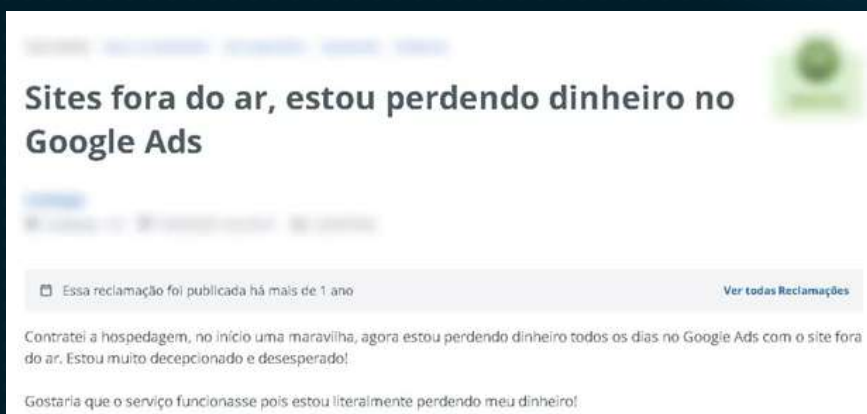 Sites fora do ar, estou perdendo dinheiro no
Google Ads
Essa reclamação foi publicada há mais de 1 ano
Ver todas Reclamações
Contratei a hospedagem, no início uma maravilha, agora estou perdendo dinheiro todos os dias no Google Ads com o site fora
do ar. Estou muito decepcionado e desesperado!
Gostaria que o serviço funcionasse pois estou literalmente perdendo meu dinheiro!